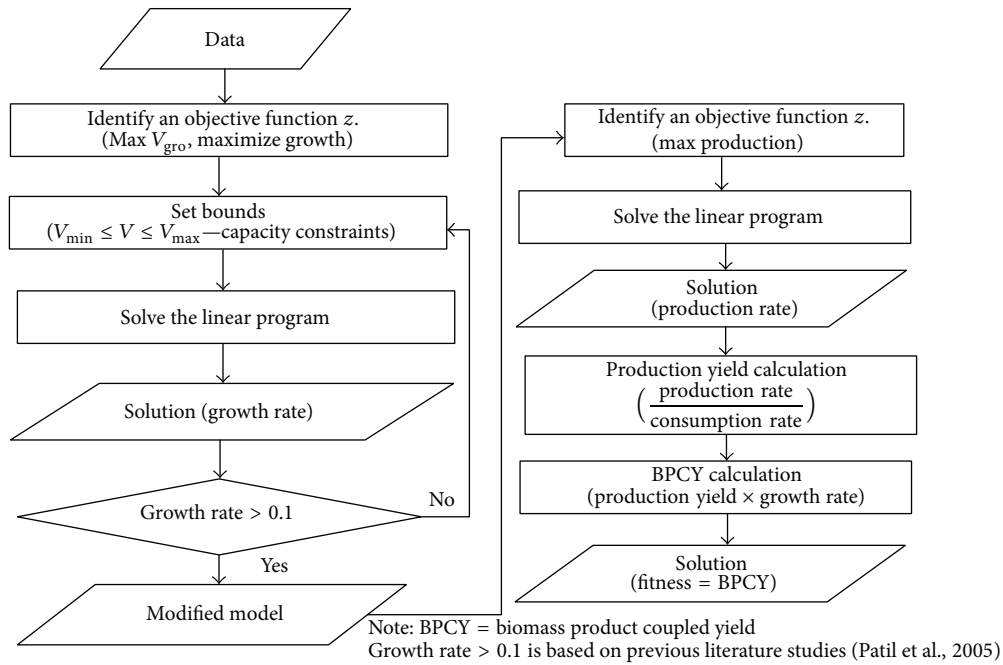 Data
Identify an objective function z.
(Max V_gro, maximize growth)
Set bounds
(V_min ≤ V ≤ V_max—capacity constraints)
Solve the linear program
Solution (growth rate)
Growth rate > 0.1
No
Yes
Modified model
Identify an objective function z.
(max production)
Solve the linear program
Solution
(production rate)
Production yield calculation
(production rate
consumption rate)
BPCY calculation
(production yield × growth rate)
Solution
(fitness = BPCY)
Note: BPCY = biomass product coupled yield
Growth rate > 0.1 is based on previous literature studies (Patil et al., 2005)